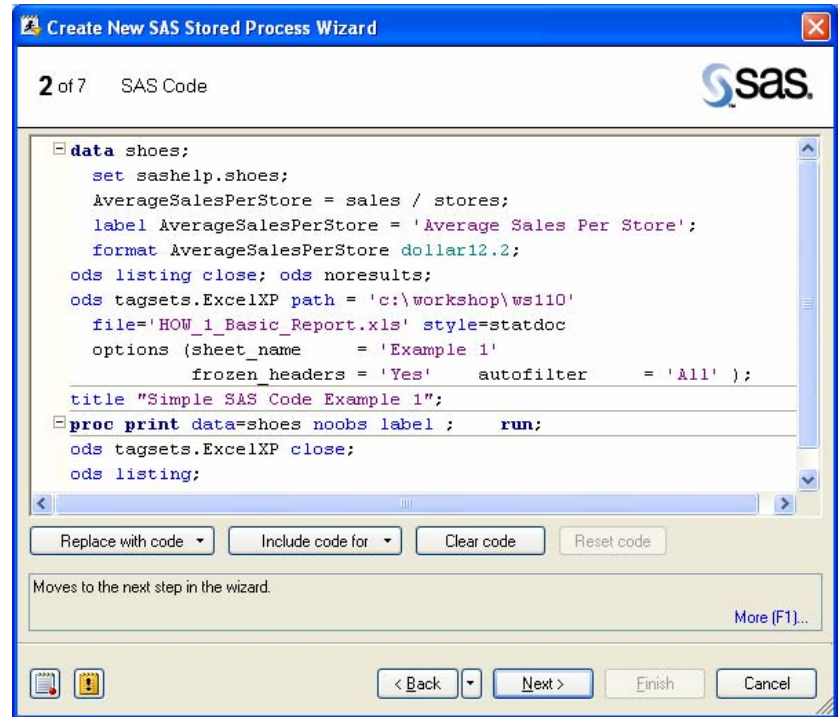 Create New SAS Stored Process Wizard
2 of 7 SAS Code
sas.
data shoes;
set sashelp.shoes;
AverageSalesPerStore = sales / stores;
label AverageSalesPerStore = 'Average Sales Per Store';
format AverageSalesPerStore dollar12.2;
ods listing close; ods noresults;
ods tagsets.ExcelXP path = 'c:\workshop\ws110'
file='HOW_1_Basic_Report.xls' style=statdoc
options (sheet_name = 'Example 1'
frozen_headers = 'Yes' autofilter = 'All' );
title "Simple SAS Code Example 1";
proc print data=shoes noobs label ; run;
ods tagsets.ExcelXP close;
ods listing;
Replace with code Include code for Clear code Reset code
Moves to the next step in the wizard.
More (F1)...
< Back Next > Finish Cancel